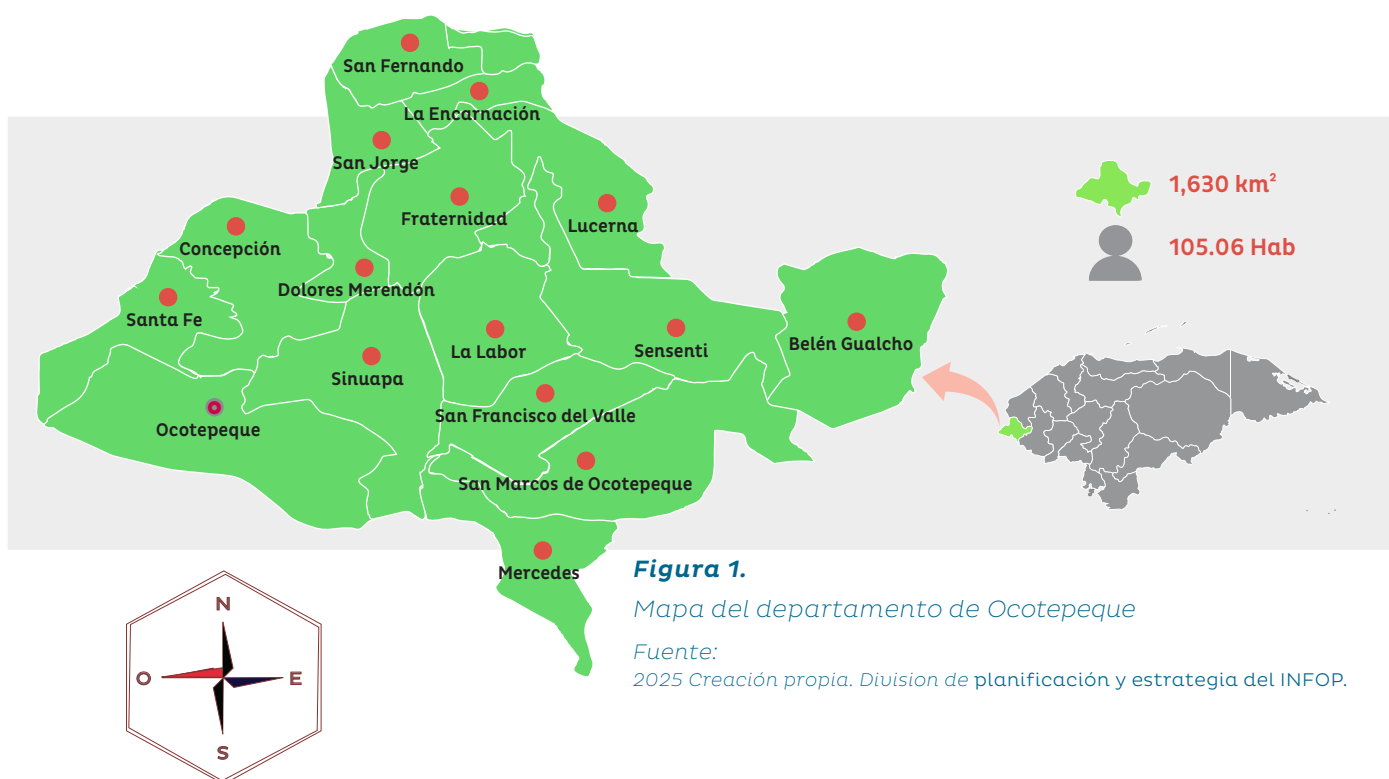 San Fernando
La Encarnación
San Jorge
Fraternidad
Lucerna
Concepción
Dolores Merendón
Santa Fe
La Labor
Sensenti
Belén Gualcho
Sinuapa
San Francisco del Valle
Ocotepeque
San Marcos de Ocotepeque
Mercedes
1,630 km²
105.06 Hab
Figura 1.
Mapa del departamento de Ocotepeque
Fuente:
2025 Creación propia. Division de planificación y estrategia del INFOP.
N
O
E
S